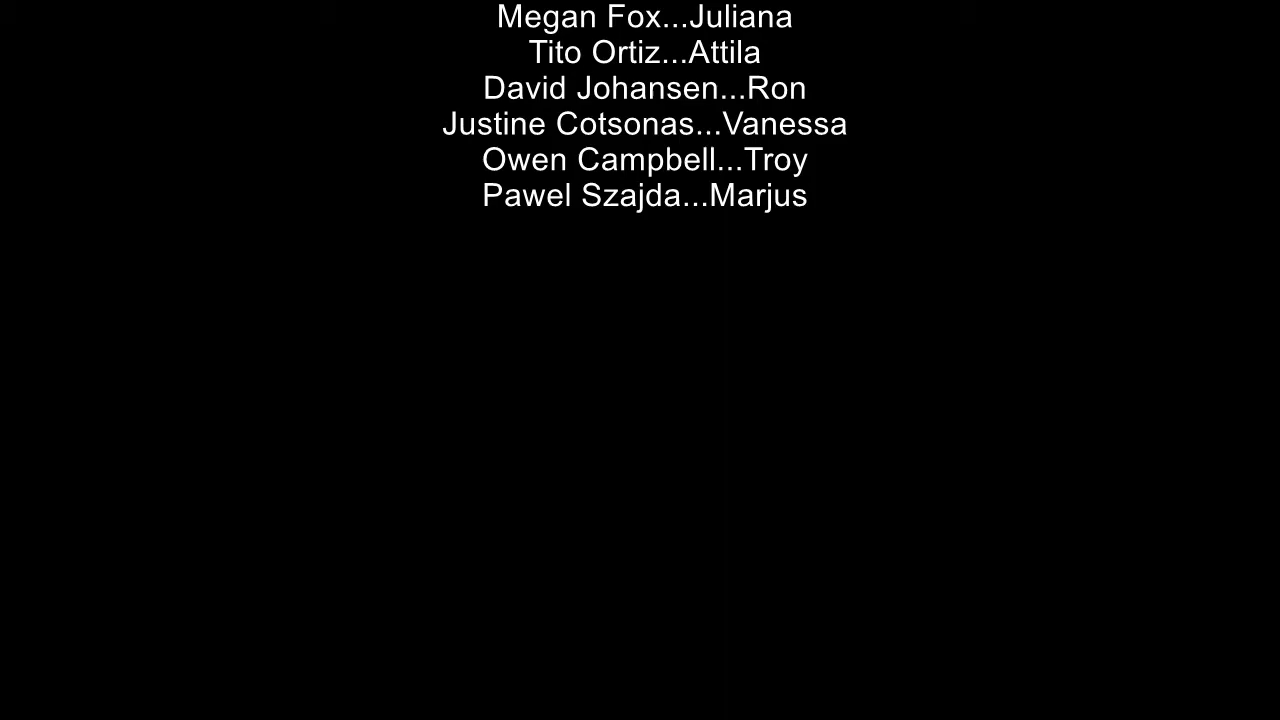 Megan Fox...Juliana
Tito Ortiz...Attila
David Johansen...Ron
Justine Cotsonas...Vanessa
Owen Campbell...Troy
Pawel Szajda...Marjus